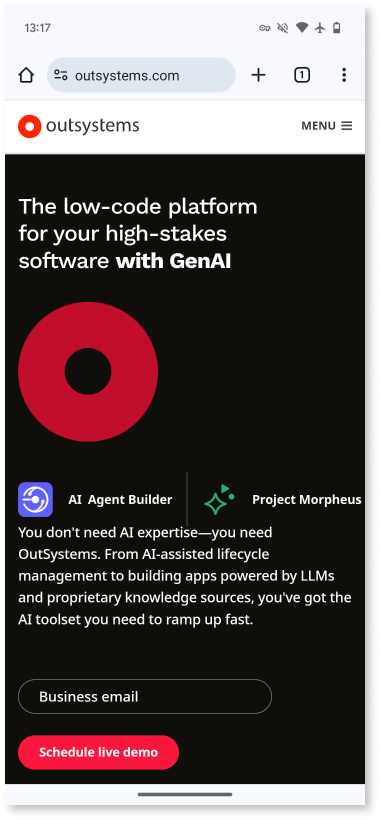 13:17
outsystems.com
1
outsystems
MENU
The low-code platform
for your high-stakes
software with GenAI
AI Agent Builder
Project Morpheus
You don't need AI expertise—you need
OutSystems. From AI-assisted lifecycle
management to building apps powered by LLMs
and proprietary knowledge sources, you've got the
AI toolset you need to ramp up fast.
Business email
Schedule live demo